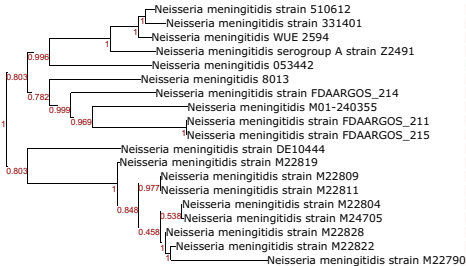 Neisseria meningitidis strain 510612
1
Neisseria meningitidis strain 331401
1
Neisseria meningitidis WUE 2594
1
Neisseria meningitidis serogroup A strain Z2491
0.996
Neisseria meningitidis 053442
0.803
Neisseria meningitidis 8013
0.782
Neisseria meningitidis strain FDAARGOS_214
0.999
Neisseria meningitidis M01-240355
0.969
Neisseria meningitidis strain FDAARGOS_211
1
Neisseria meningitidis strain FDAARGOS_215
1
Neisseria meningitidis strain DE10444
0.803
Neisseria meningitidis strain M22819
1
Neisseria meningitidis strain M22809
0.977
Neisseria meningitidis strain M22811
0.848
Neisseria meningitidis strain M22804
0.538
Neisseria meningitidis strain M24705
0.458
Neisseria meningitidis strain M22828
1
Neisseria meningitidis strain M22822
1
Neisseria meningitidis strain M22790